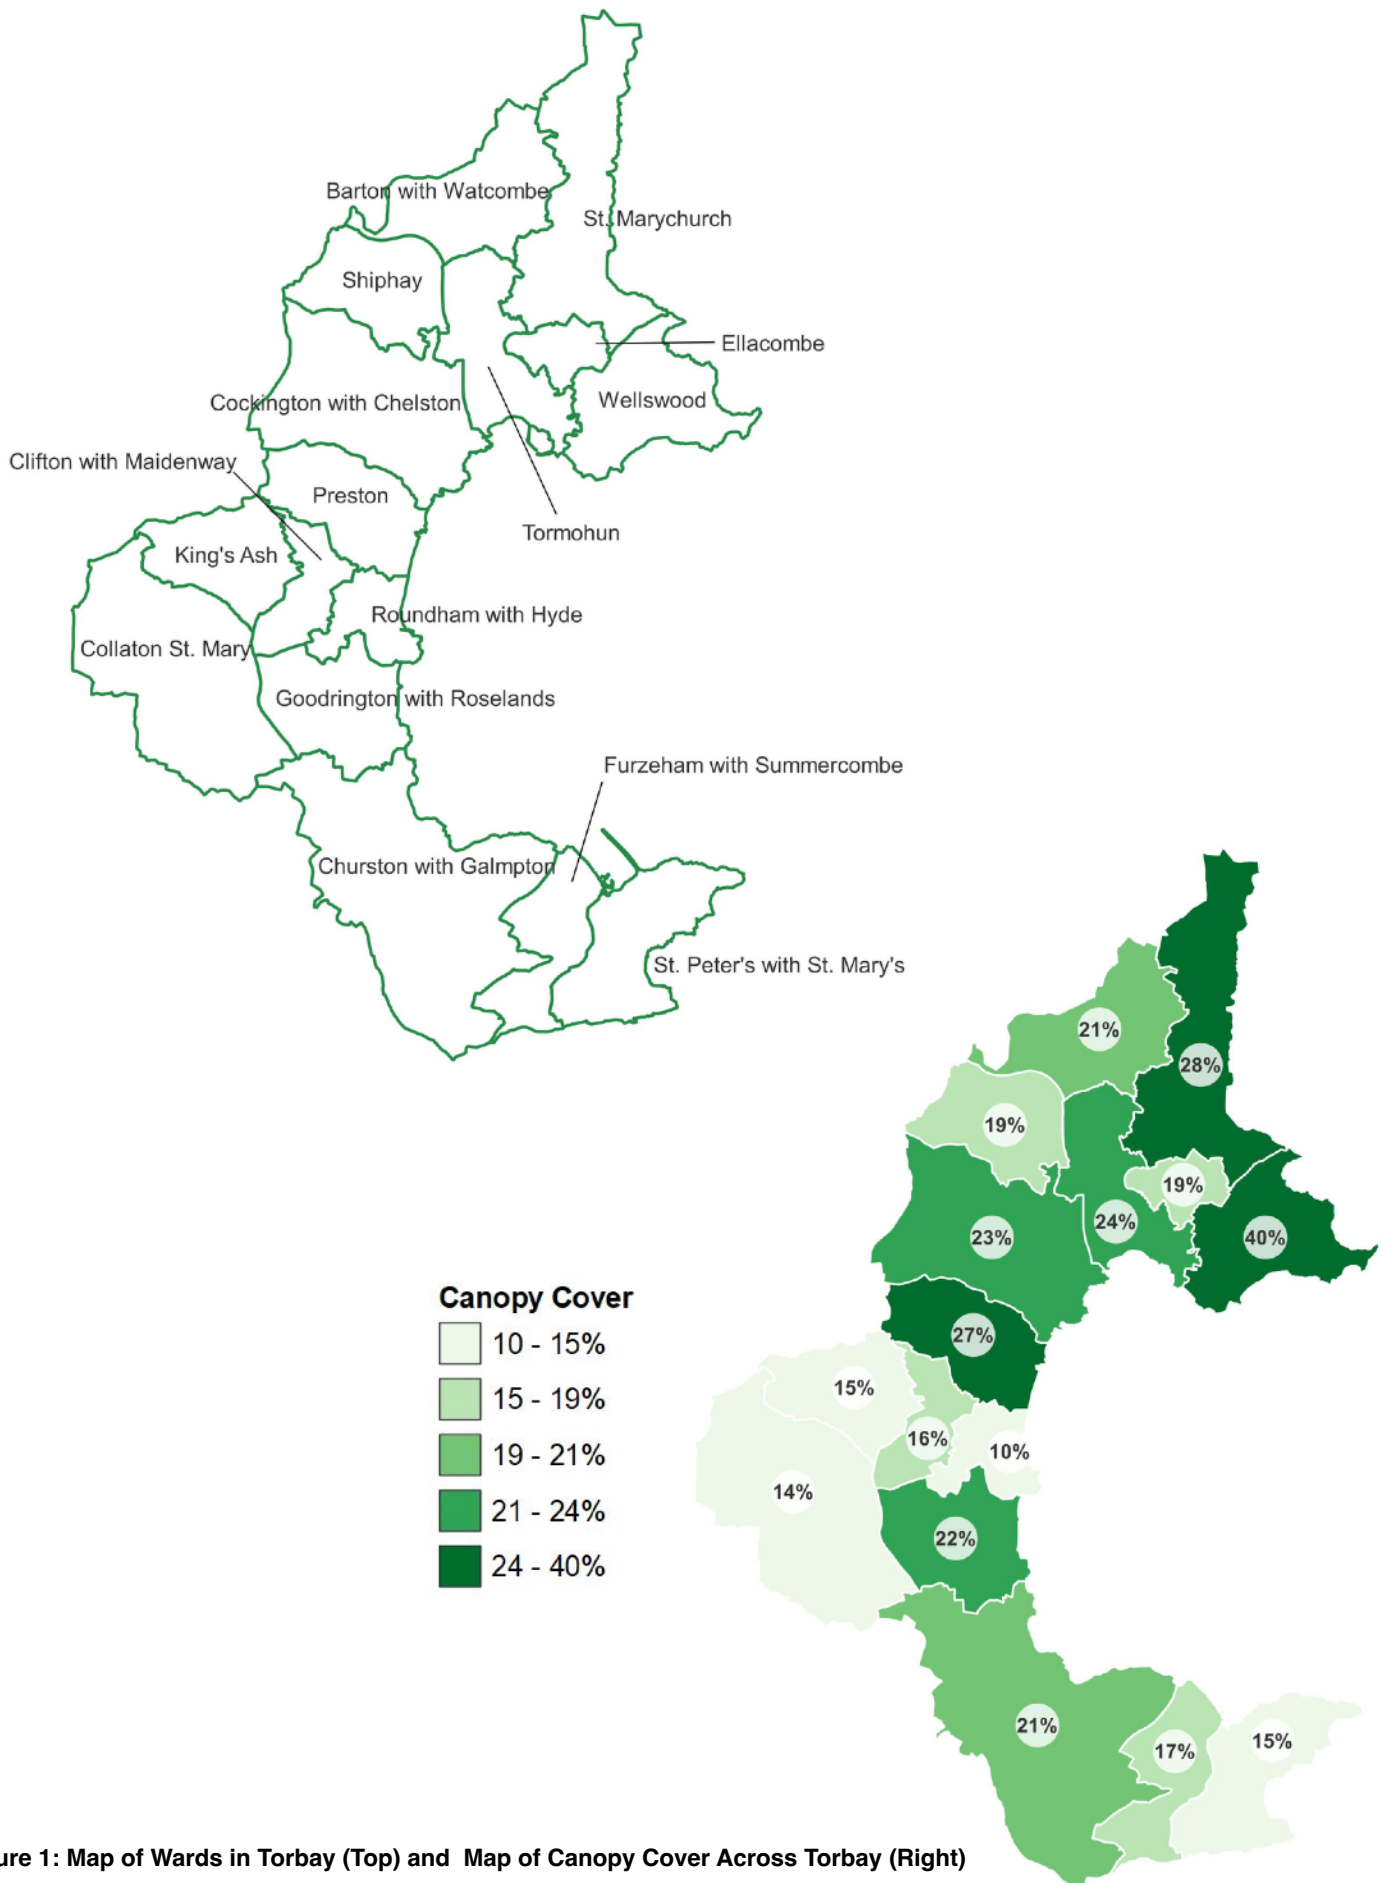 Barton with Watcombe
St. Marychurch
Shiphay
Ellacombe
Cockington with Chelston
Wellswood
Clifton with Maidenway
Preston
Tormohun
King's Ash
Roundham with Hyde
Collaton St. Mary
Goodrington with Roselands
Furzeham with Summercombe
Churston with Galmpton
St. Peter's with St. Mary's
21%
28%
19%
19%
24%
23%
40%
Canopy Cover
10 - 15%
15 - 19%
19 - 21%
21 - 24%
24 - 40%
27%
15%
16%
10%
14%
22%
21%
17%
15%
ure 1: Map of Wards in Torbay (Top) and Map of Canopy Cover Across Torbay (Right)